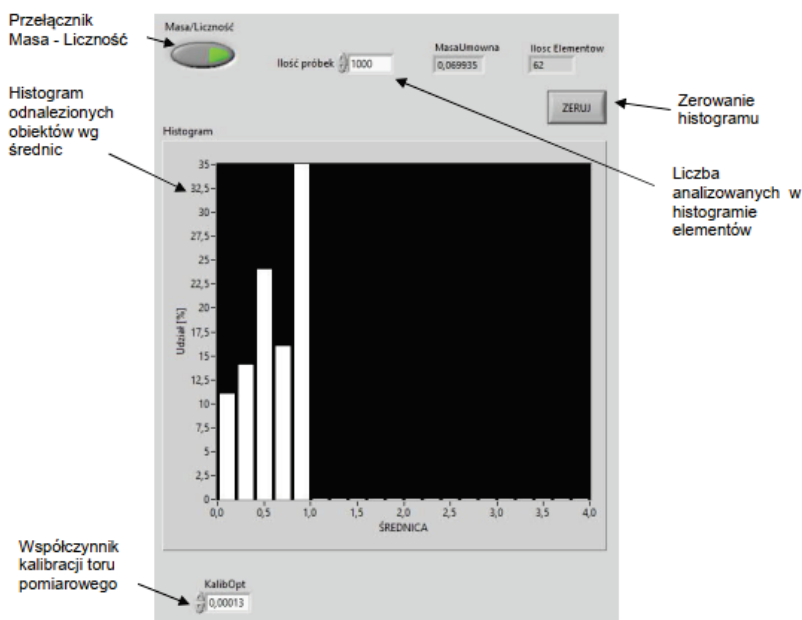 Przełącznik
Masa - Liczność
Masa/Liczność
Ilość próbek
1000
MasaUmowna
0,069935
Ilosc Elementow
62
ZERUJ
Zerowanie
histogramu
Histogram
odnalezionych
obiektów wg
średnic
Liczba
analizowanych w
histogramie
elementów
Histogram
35
32,5
30
27,5
25
22,5
20
17,5
15
12,5
10
7,5
5
2,5
0
Udział [%]
0,0 0,5 1,0 1,5 2,0 2,5 3,0 3,5 4,0
ŚREDNICA
Współczynnik
kalibracji toru
pomiarowego
KalibOpt
0,00013